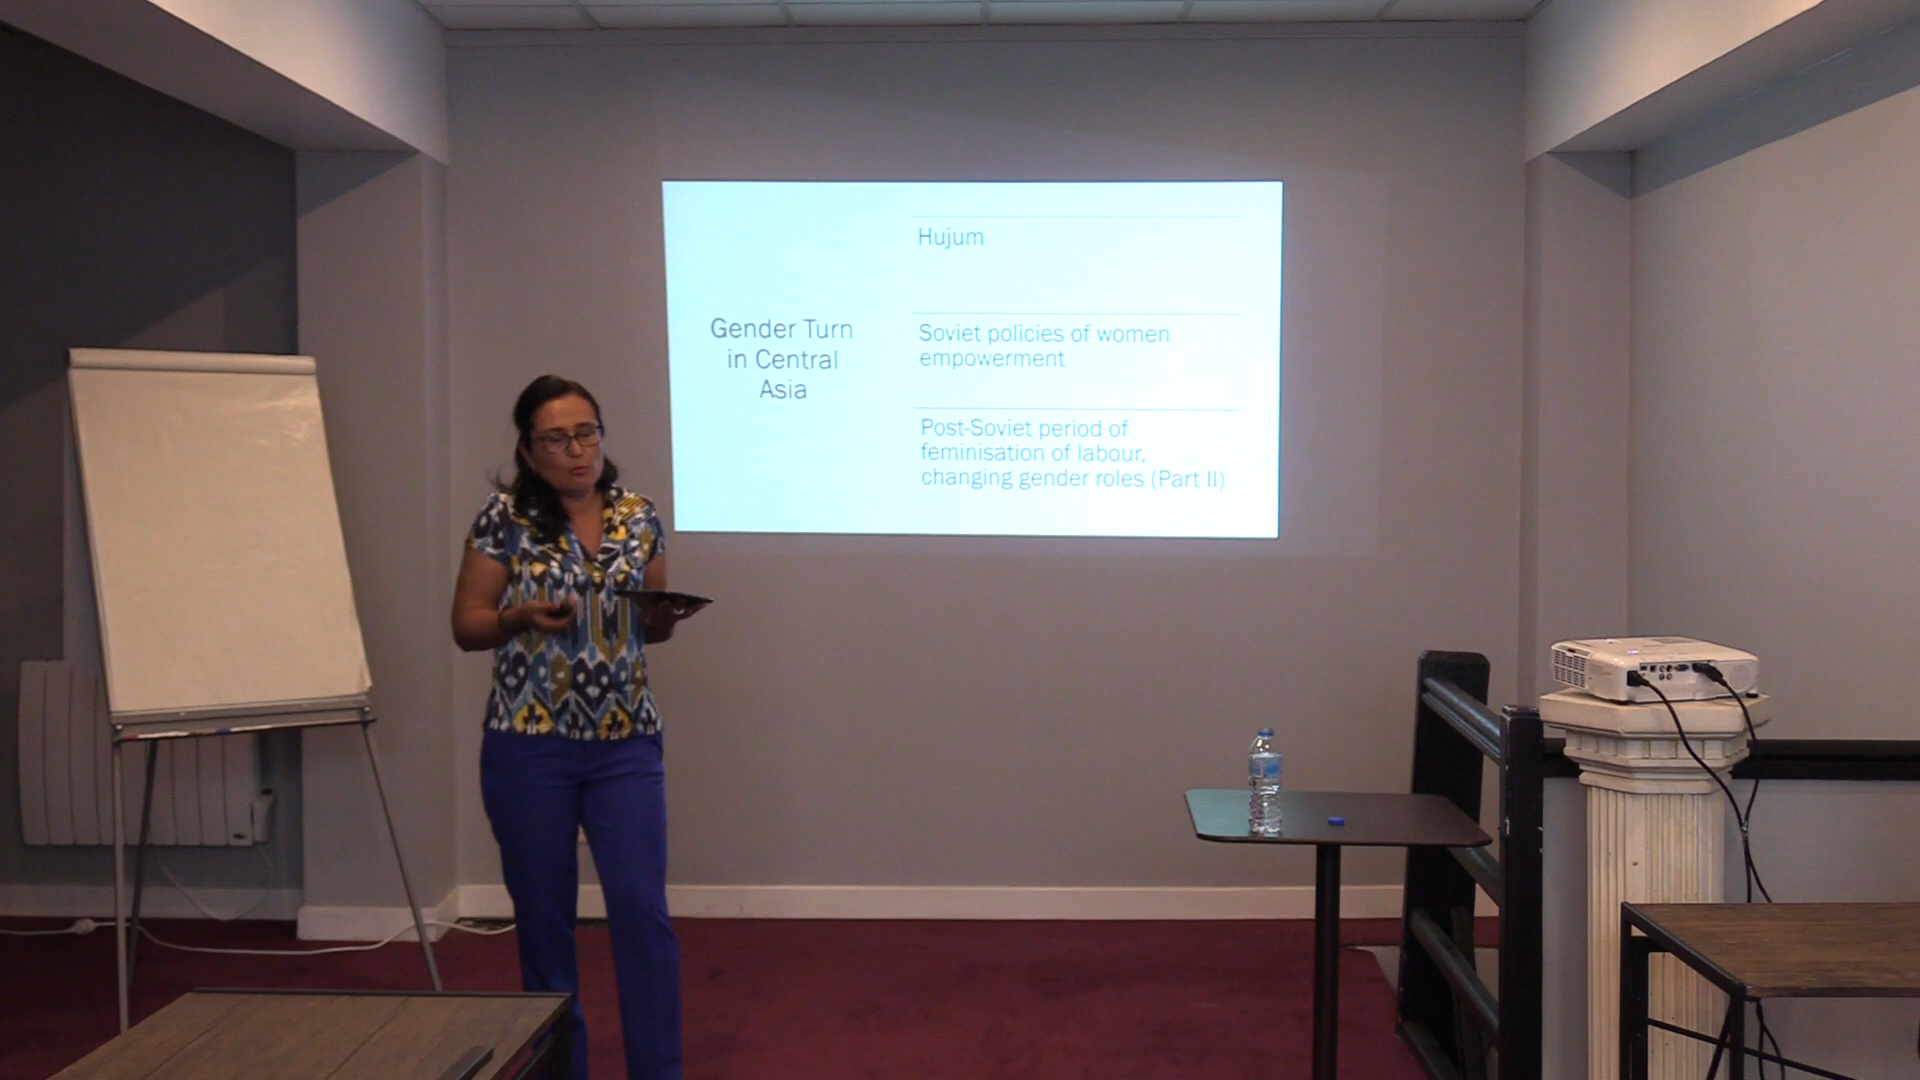 Gender Turn
in Central
Asia
Hujum
Soviet policies of women
empowerment
Post-Soviet period of
feminisation of labour,
changing gender roles (Part II)